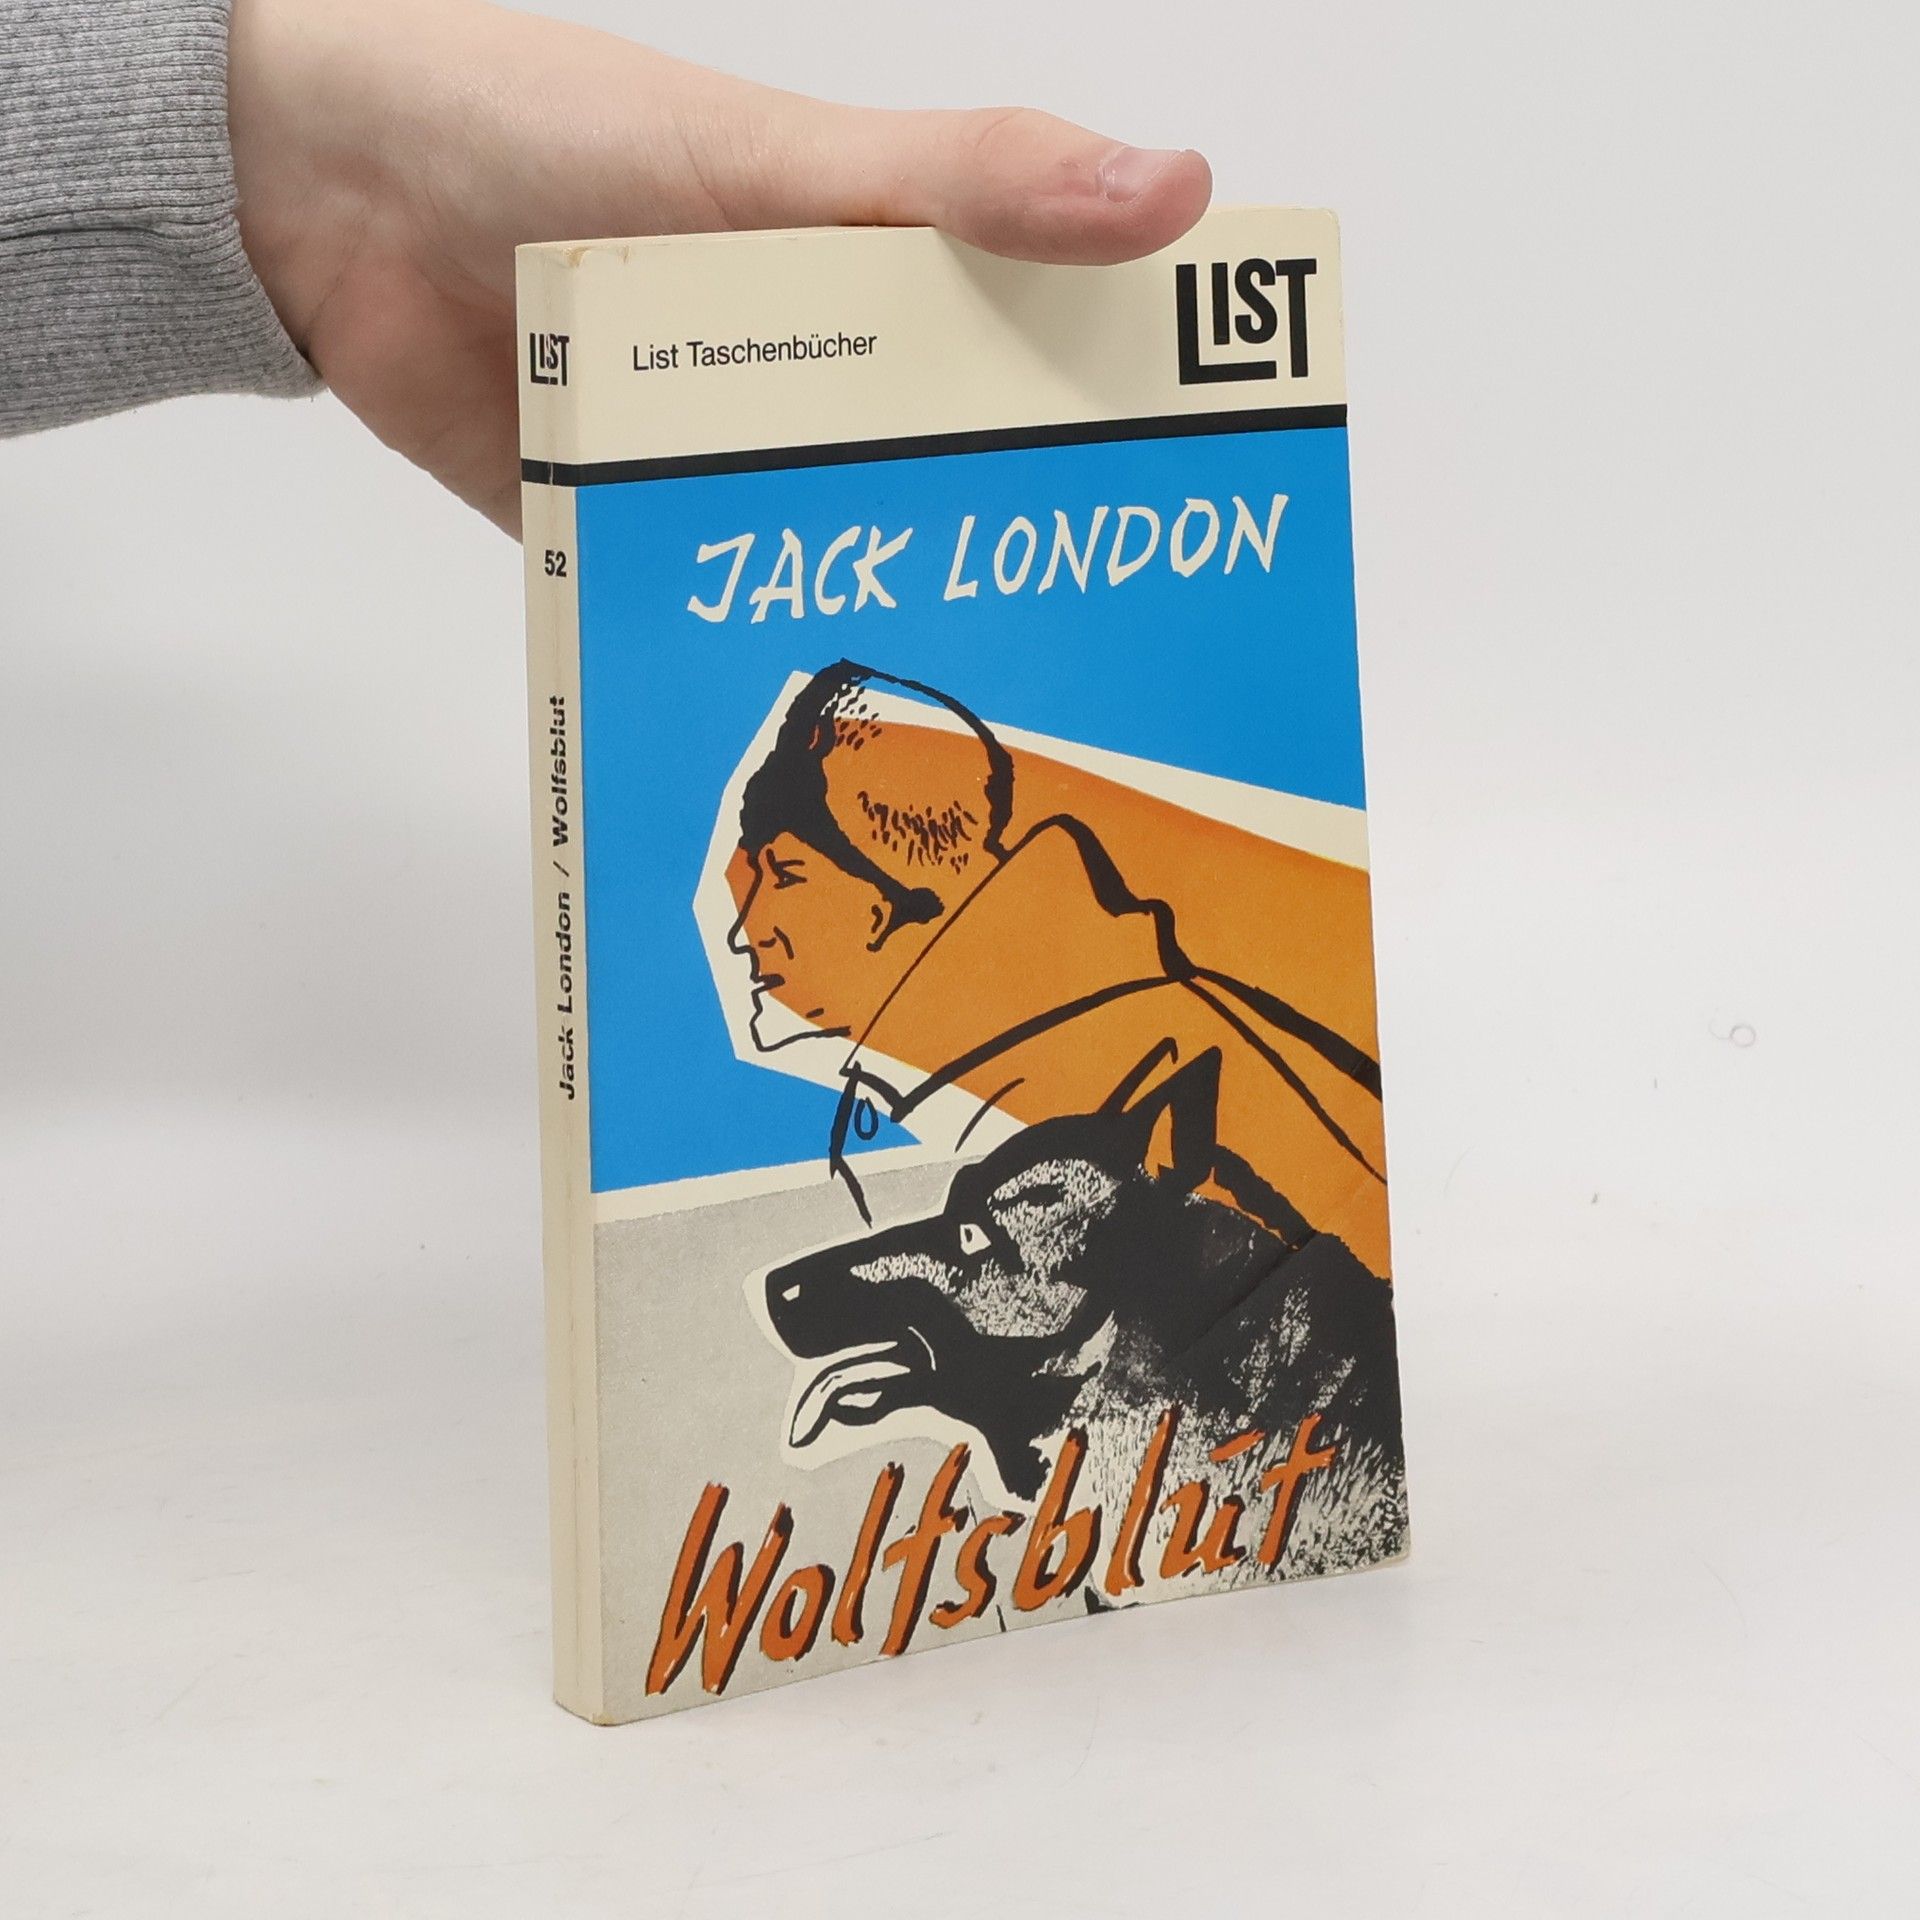 LIST
List Taschenbücher
LIST
52
Jack London / Wolfsblut
JACK LONDON
Wolfsblut